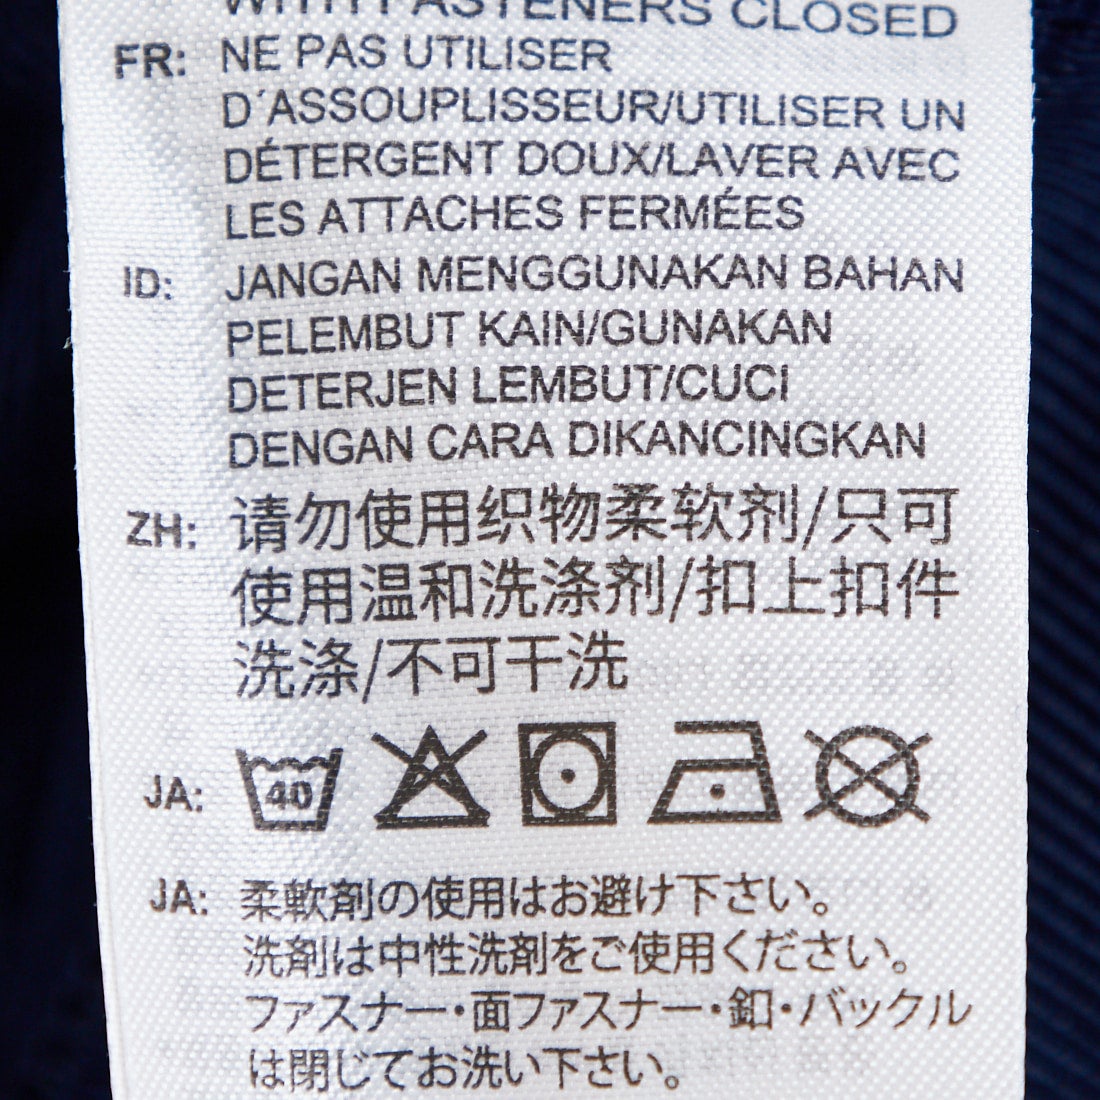 WITH FASTENERS CLOSED
FR: NE PAS UTILISER
D´ASSOUPLISSEUR/UTILISER UN
DÉTERGENT DOUX/LAVER AVEC
LES ATTACHES FERMÉES
ID: JANGAN MENGGUNAKAN BAHAN
PELEMBUT KAIN/GUNAKAN
DETERJEN LEMBUT/CUCI
DENGAN CARA DIKANCINGKAN
ZH: 请勿使用织物柔软剂/只可
使用温和洗涤剂/扣上扣件
洗涤/不可干洗
JA: 40
JA: 柔軟剤の使用はお避け下さい。
洗剤は中性洗剤をご使用ください。
ファスナー・面ファスナー・釦・バックル
は閉じてお洗い下さい。